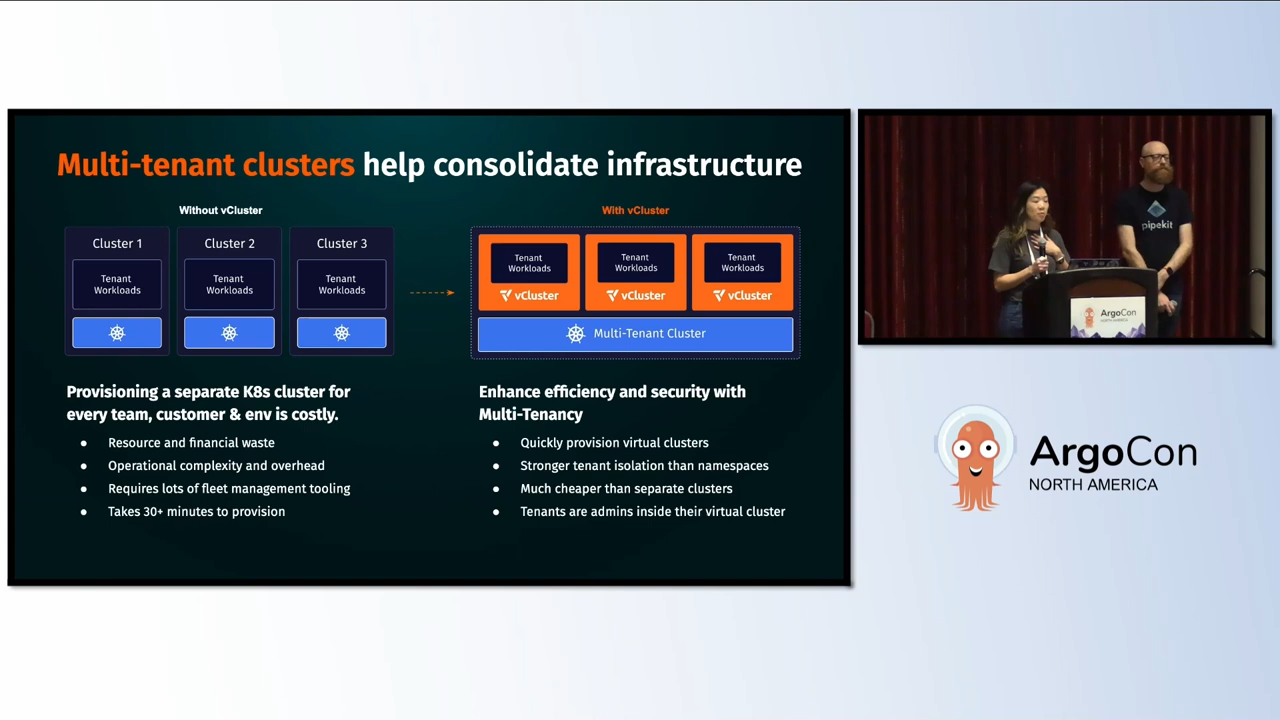 Multi-tenant clusters help consolidate infrastructure
Without vCluster
Cluster 1
Cluster 2
Cluster 3
Tenant
Workloads
Tenant
Workloads
Tenant
Workloads
With vCluster
Tenant
Workloads
Tenant
Workloads
Tenant
Workloads
vCluster
vCluster
vCluster
Multi-Tenant Cluster
Provisioning a separate K8s cluster for
every team, customer & env is costly.
● Resource and financial waste
● Operational complexity and overhead
● Requires lots of fleet management tooling
● Takes 30+ minutes to provision
Enhance efficiency and security with
Multi-Tenancy
● Quickly provision virtual clusters
● Stronger tenant isolation than namespaces
● Much cheaper than separate clusters
● Tenants are admins inside their virtual cluster
pipekit
ArgoCon
NORTH AMERICA
ArgoCon
NORTH AMERICA